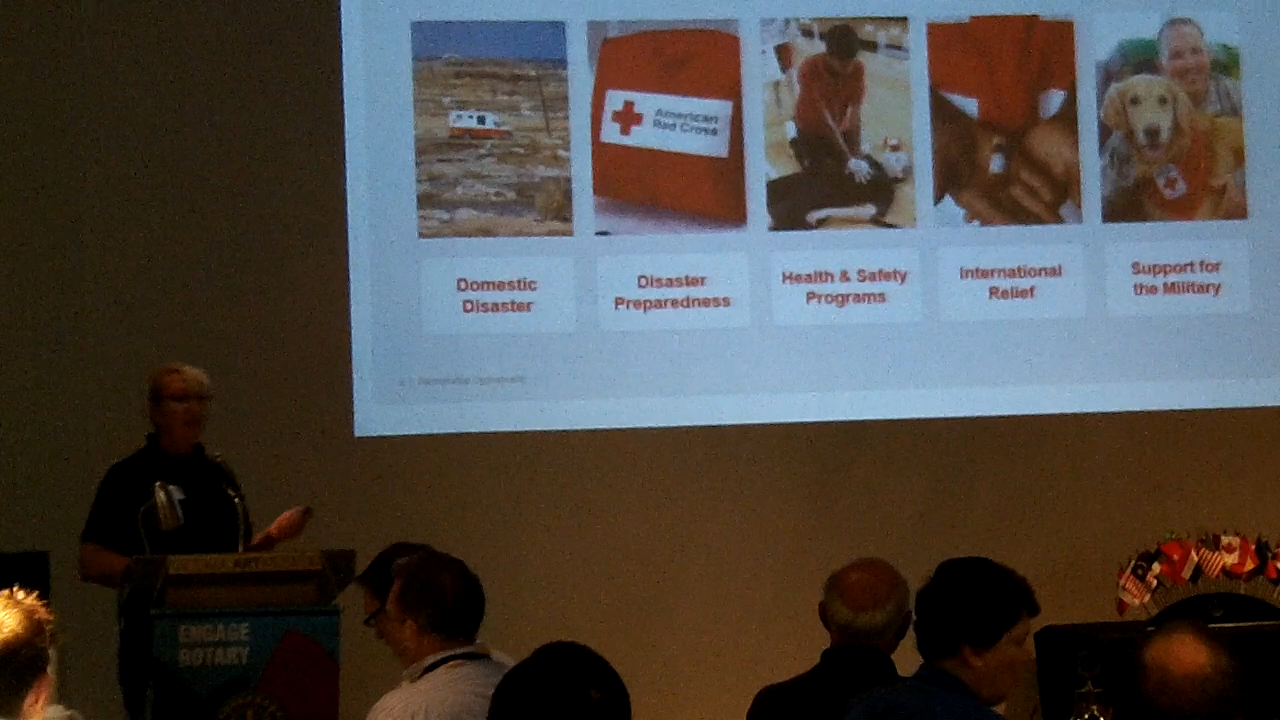 American
Red Cross
Domestic
Disaster
Disaster
Preparedness
Health & Safety
Programs
International
Relief
Support for
the Military
ENGAGE
ROTARY